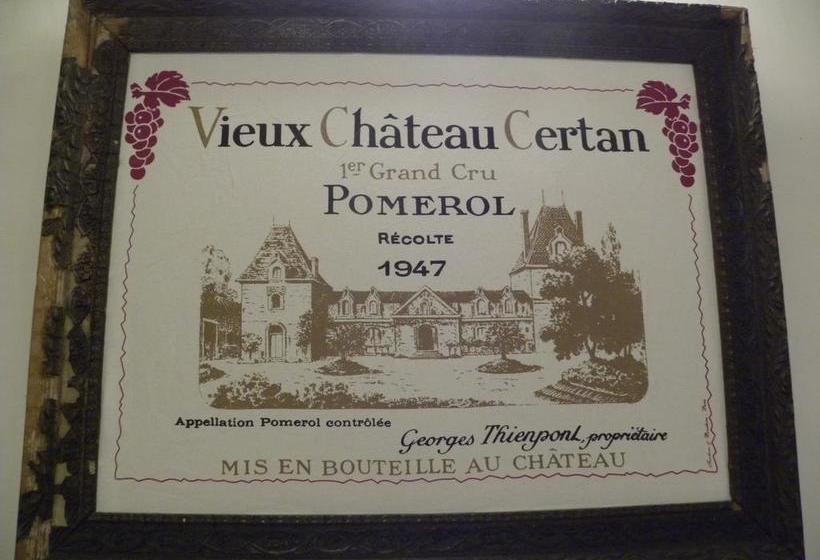 Vieux Château Certan
1er Grand Cru
POMEROL
RÉCOLTE
1947
Appellation Pomerol contrôlée
Georges Thienpont, propriétaire
MIS EN BOUTEILLE AU CHÂTEAU